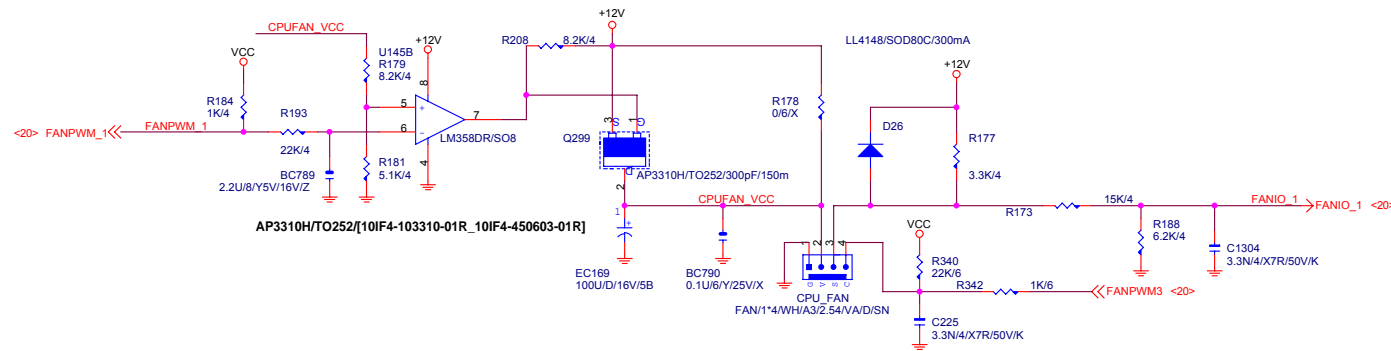 +12V
CPUFAN_VCC
+12V
R208
8.2K/4
LL4148/SOD80C/300mA
VCC
U145B
R179
8.2K/4
+12V
8
R184
1K/4
R193
5
+
7
3
S
G
1
R178
0/6/X
D26
R177
3.3K/4
<20> FANPWM_1
FANPWM_1
6
-
LM358DR/SO8
Q299
22K/4
4
R181
5.1K/4
D
AP3310H/TO252/300pF/150m
BC789
2.2U/8/Y5V/16V/Z
2
CPUFAN_VCC
R173
15K/4
FANIO_1
FANIO_1 <20>
AP3310H/TO252/[10IF4-103310-01R_10IF4-450603-01R]
1
+
VCC
R188
6.2K/4
C1304
3.3N/4/X7R/50V/K
1
2
3
4
EC169
100U/D/16V/5B
BC790
0.1U/6/Y/25V/X
G
V
S
C
R340
22K/6
CPU_FAN
FAN/1*4/WH/A3/2.54/VA/D/SN
R342
1K/6
FANPWM3 <20>
C225
3.3N/4/X7R/50V/K